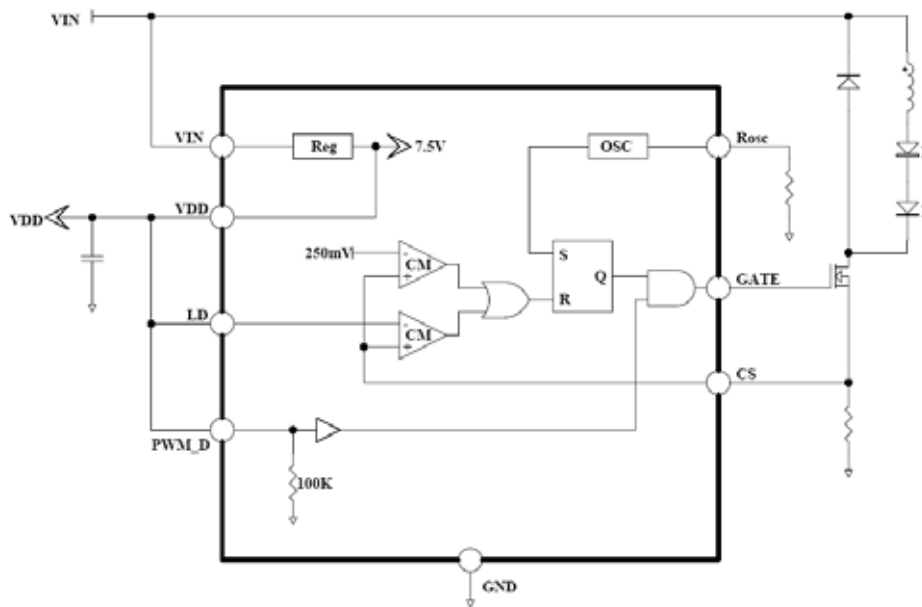 VIN
VIN
Reg
7.5V
OSC
Rosc
VDD
VDD
250mV
CM
S
Q
R
GATE
LD
CM
CS
PWM_D
100K
GND